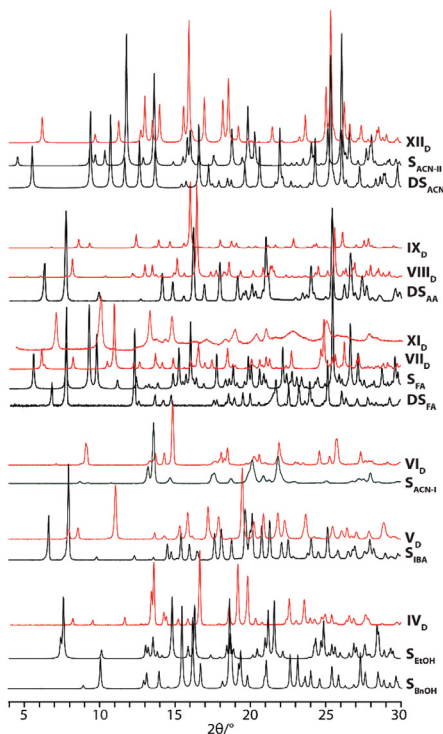 XII_D
S_ACN-II
DS_ACN
IX_D
VIII_D
DS_AA
XI_D
VII_D
S_FA
DS_FA
VI_D
S_ACN-I
V_D
S_IBA
IV_D
S_EtOH
S_BnOH
5 10 15 20 25 30
2θ/°